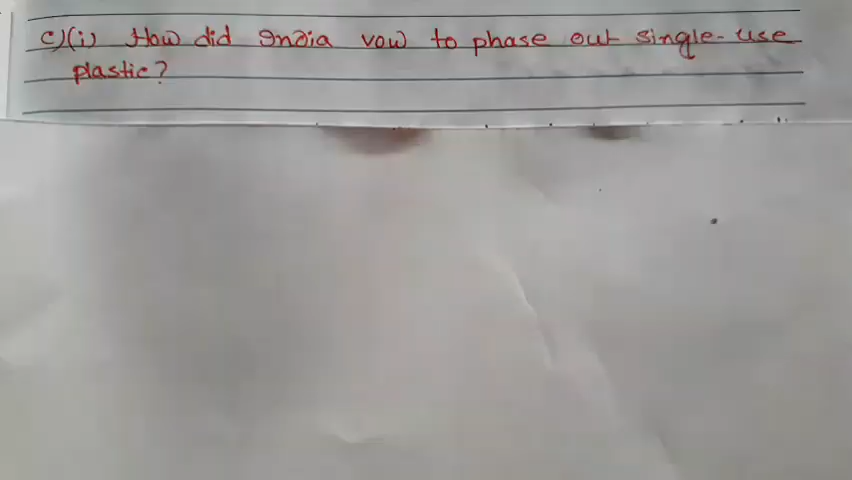 c)(i) How did India vow to phase out single-use
plastic?